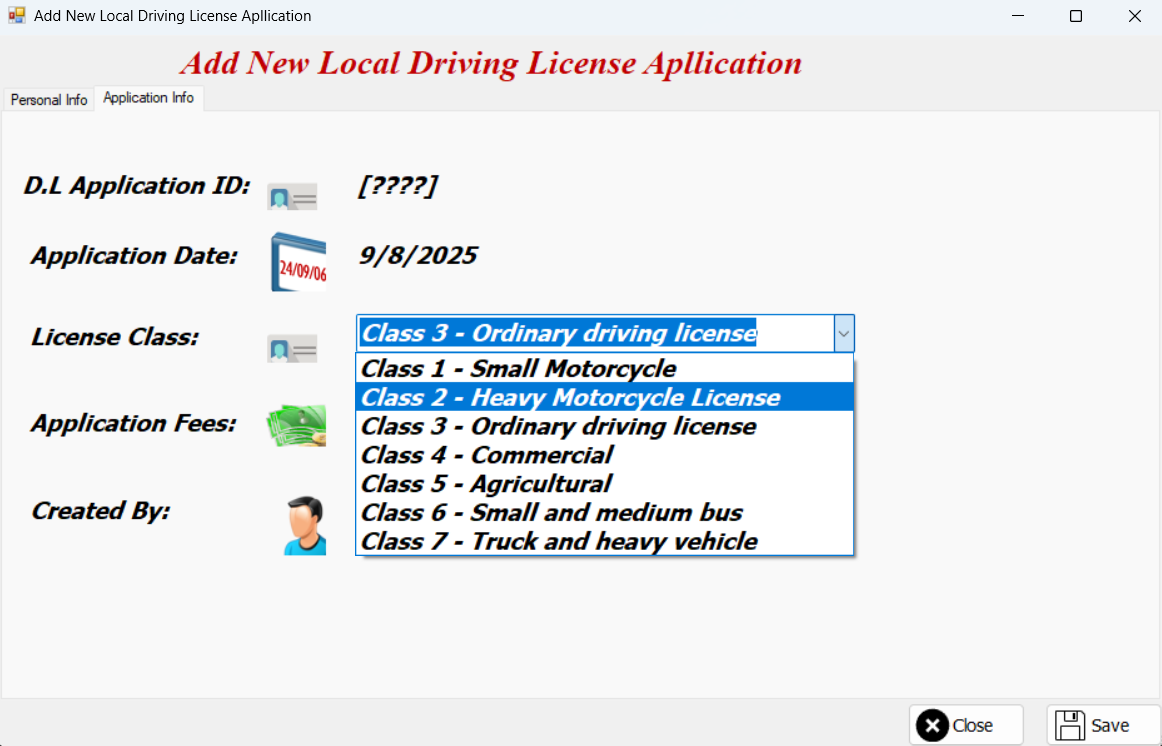 Add New Local Driving License Apllication
Add New Local Driving License Apllication
Personal Info
Application Info
D.L Application ID:
[????]
Application Date:
24/09/06
9/8/2025
License Class:
Class 3 - Ordinary driving license
Class 1 - Small Motorcycle
Class 2 - Heavy Motorcycle License
Class 3 - Ordinary driving license
Class 4 - Commercial
Class 5 - Agricultural
Class 6 - Small and medium bus
Class 7 - Truck and heavy vehicle
Application Fees:
Created By:
Close
Save